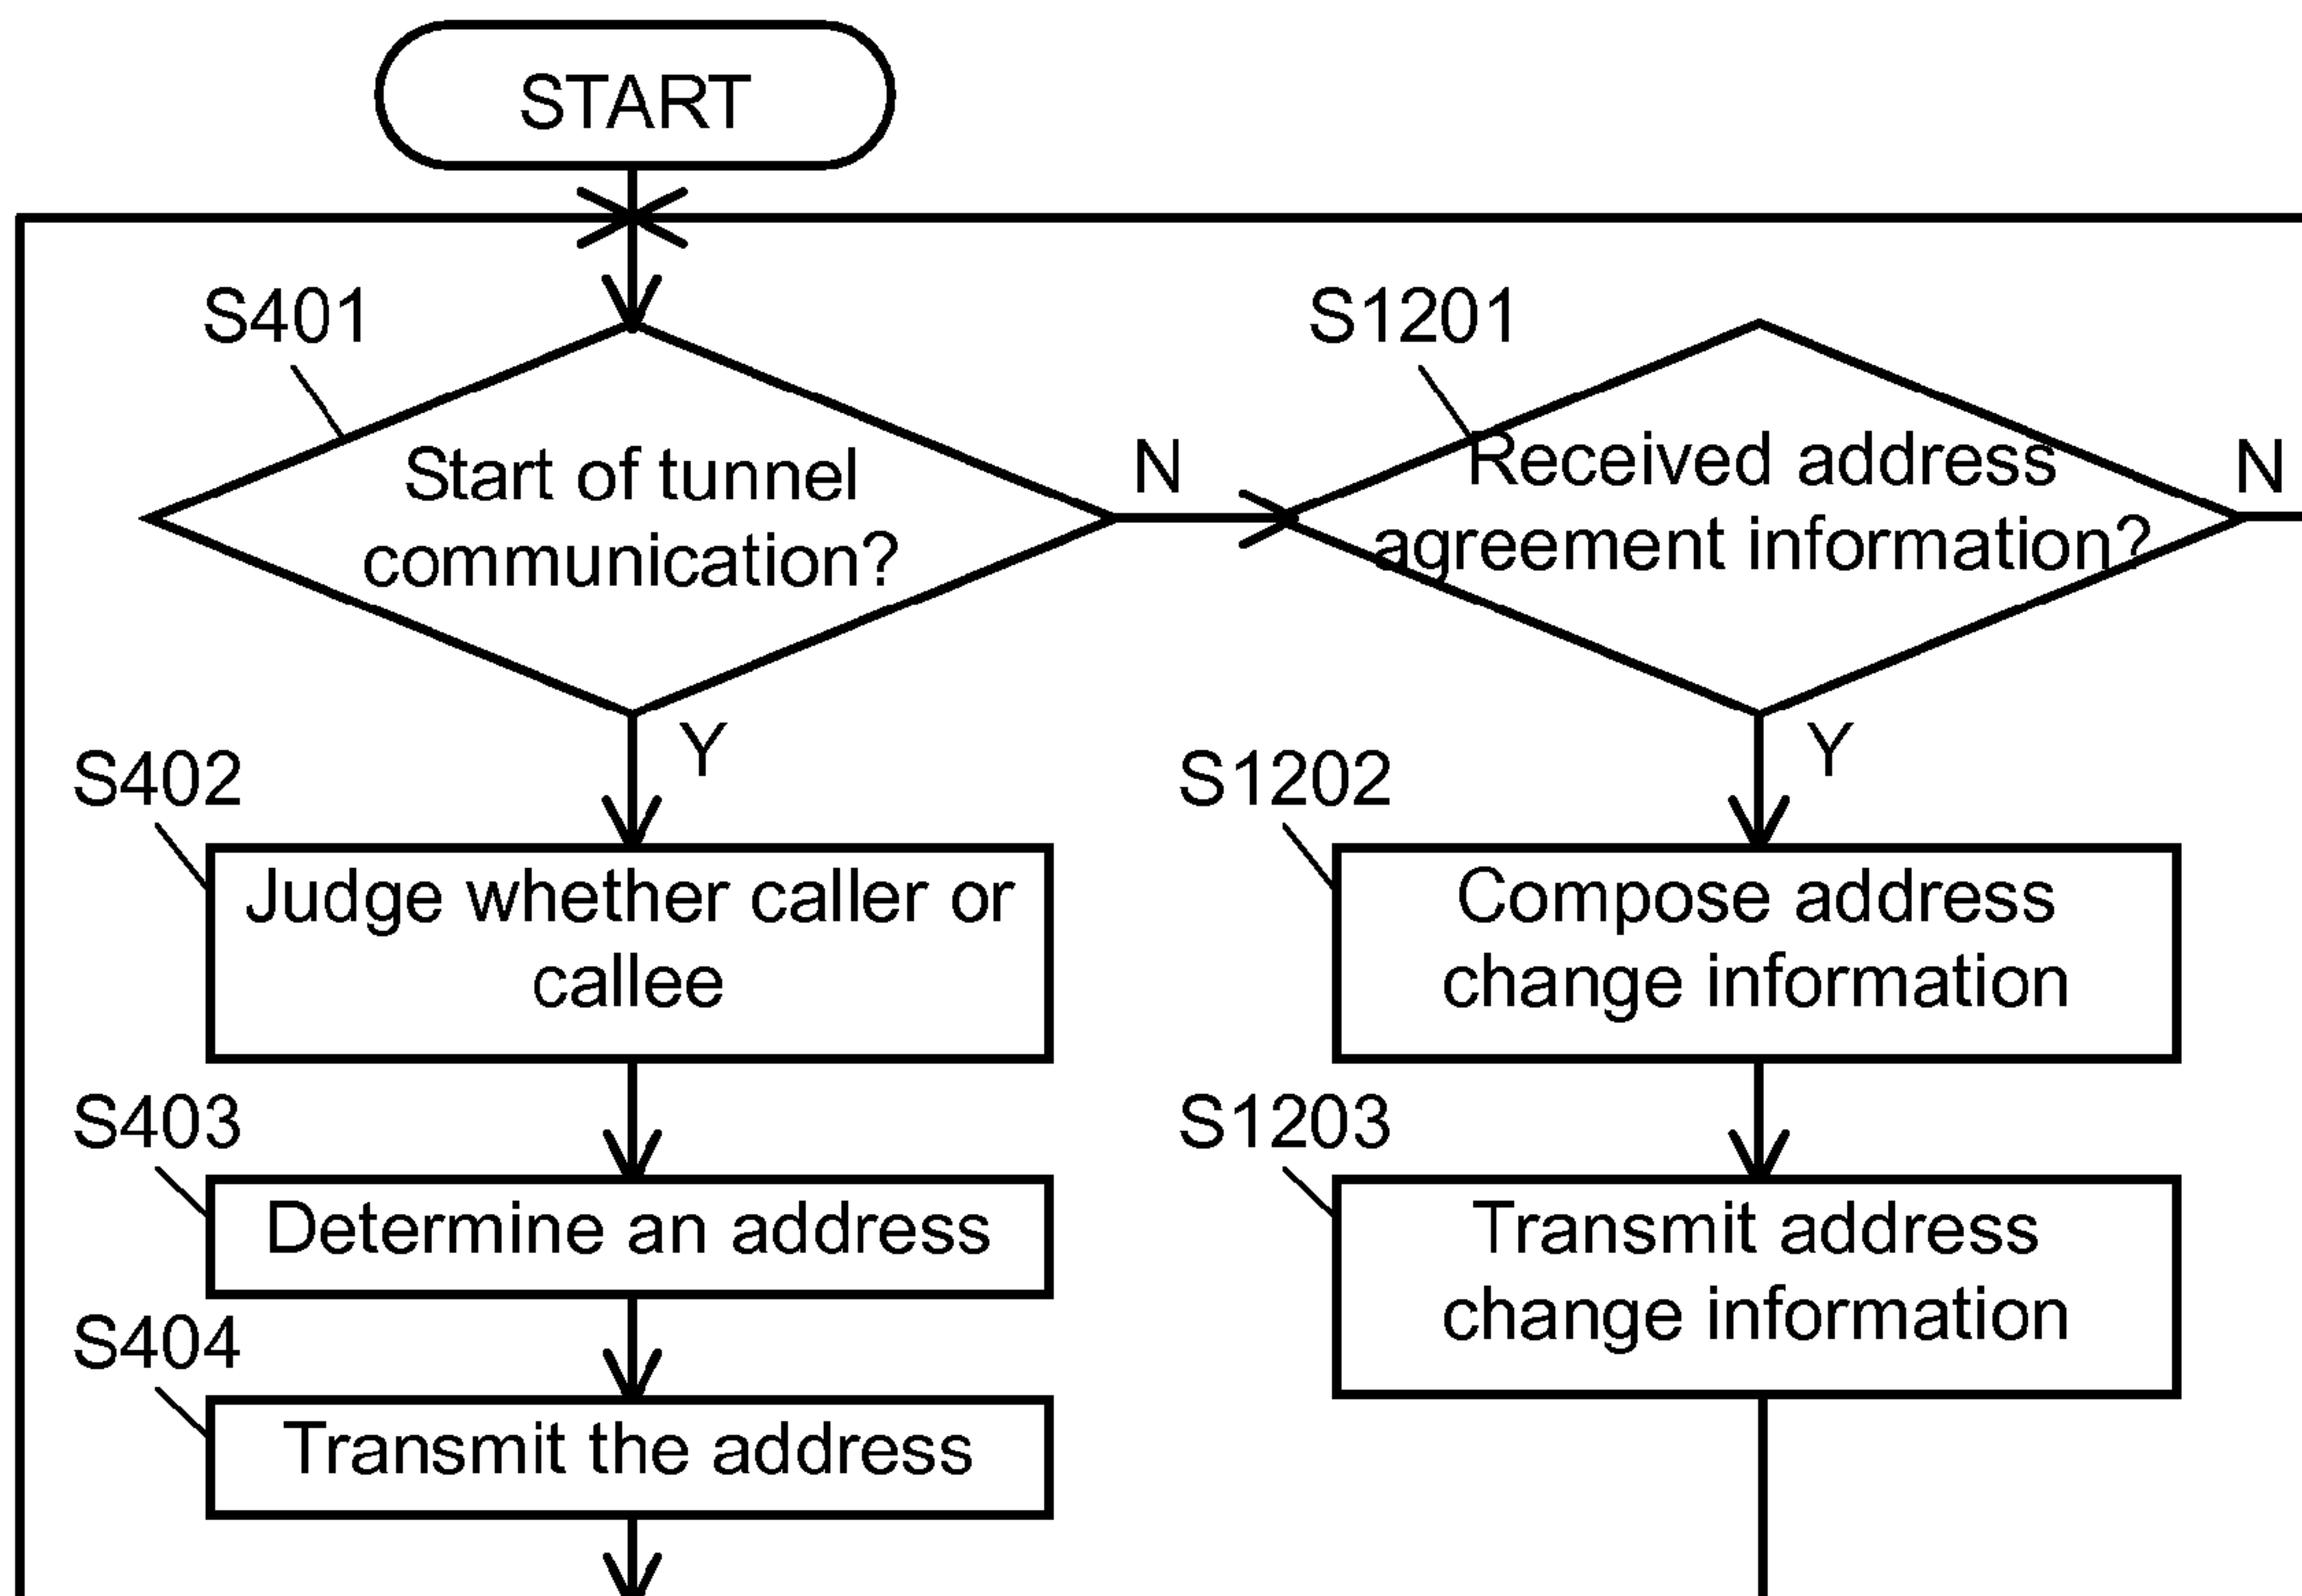 START
S401
Start of tunnel
communication?
N
Y
S1201
Received address
agreement information?
N
Y
S402
Judge whether caller or
callee
S1202
Compose address
change information
S403
Determine an address
S1203
Transmit address
change information
S404
Transmit the address